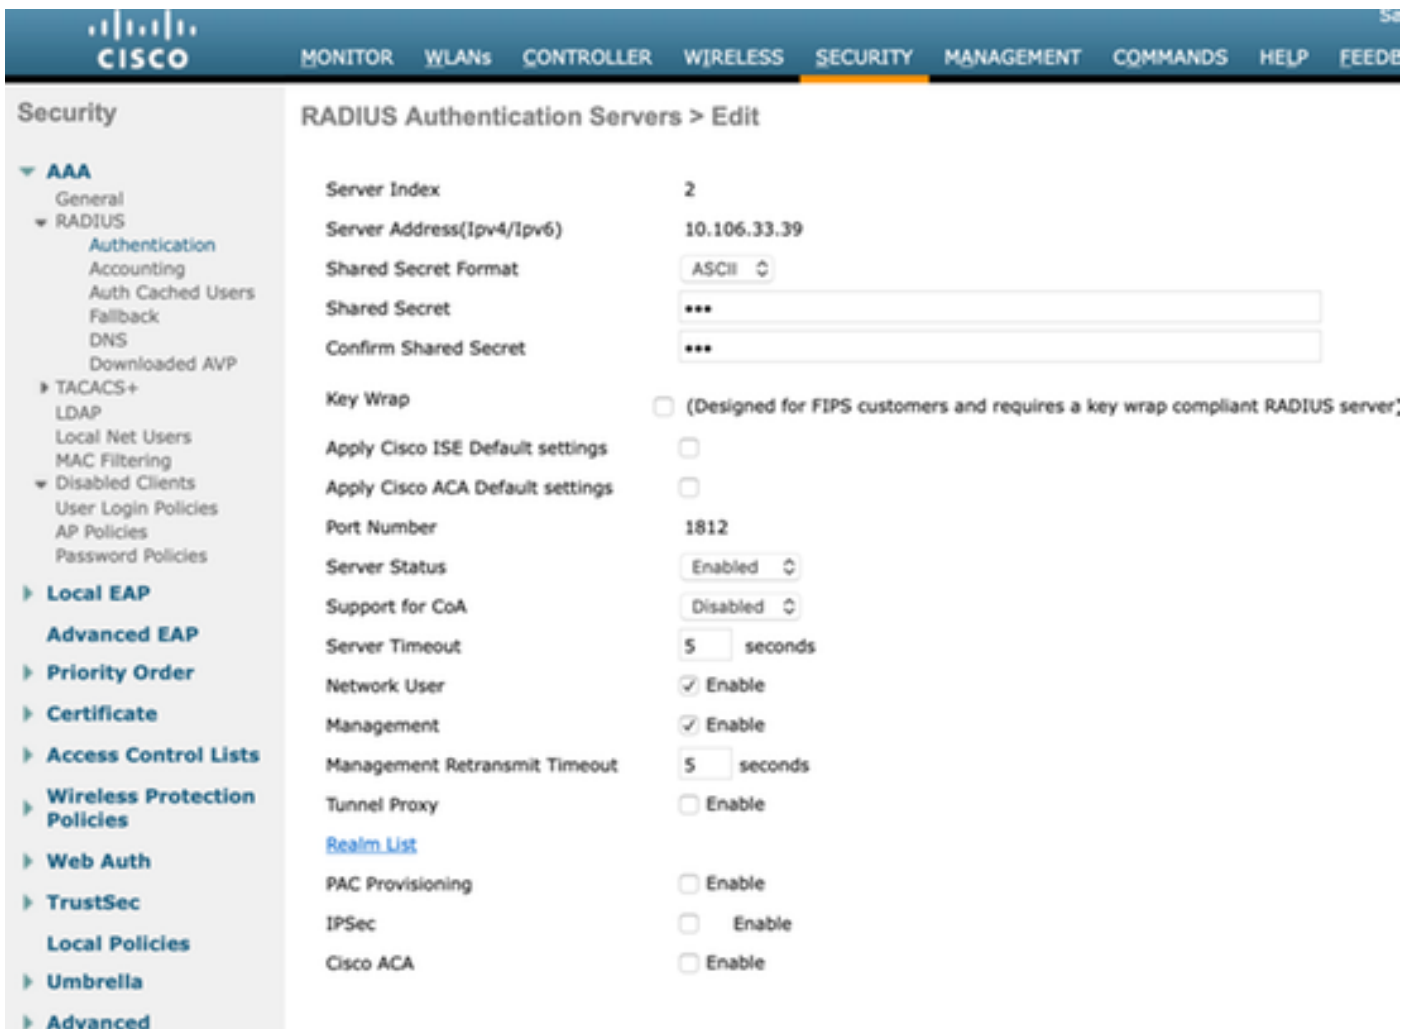 CISCO
MONITOR WLANs CONTROLLER WIRELESS SECURITY MANAGEMENT COMMANDS HELP
Security
RADIUS Authentication Servers > Edit
AAA
General
RADIUS
Authentication
Accounting
Auth Cached Users
Fallback
DNS
Downloaded AVP
TACACS+
LDAP
Local Net Users
MAC Filtering
Disabled Clients
User Login Policies
AP Policies
Password Policies
Local EAP
Advanced EAP
Priority Order
Certificate
Access Control Lists
Wireless Protection
Policies
Web Auth
TrustSec
Local Policies
Umbrella
Advanced
Server Index 2
Server Address(Ipv4/Ipv6) 10.106.33.39
Shared Secret Format ASCII
Shared Secret •••
Confirm Shared Secret •••
Key Wrap (Designed for FIPS customers and requires a key wrap compliant RADIUS server)
Apply Cisco ISE Default settings
Apply Cisco ACA Default settings
Port Number 1812
Server Status Enabled
Support for CoA Disabled
Server Timeout 5 seconds
Network User Enable
Management Enable
Management Retransmit Timeout 5 seconds
Tunnel Proxy Enable
Realm List
PAC Provisioning Enable
IPSec Enable
Cisco ACA Enable